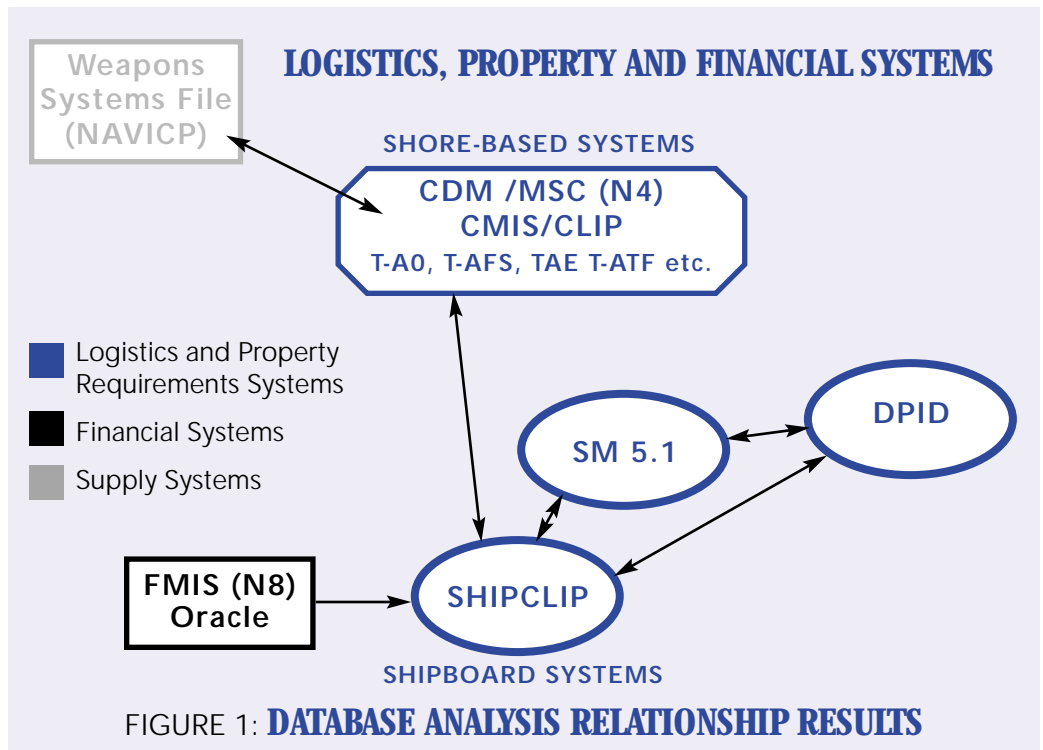 Weapons
Systems File
(NAVICP)
LOGISTICS, PROPERTY AND FINANCIAL SYSTEMS
SHORE-BASED SYSTEMS
CDM /MSC (N4)
CMIS/CLIP
T-A0, T-AFS, TAE T-ATF etc.
Logistics and Property
Requirements Systems
Financial Systems
Supply Systems
SM 5.1
DPID
FMIS (N8)
Oracle
SHIPCLIP
SHIPBOARD SYSTEMS
FIGURE 1: DATABASE ANALYSIS RELATIONSHIP RESULTS